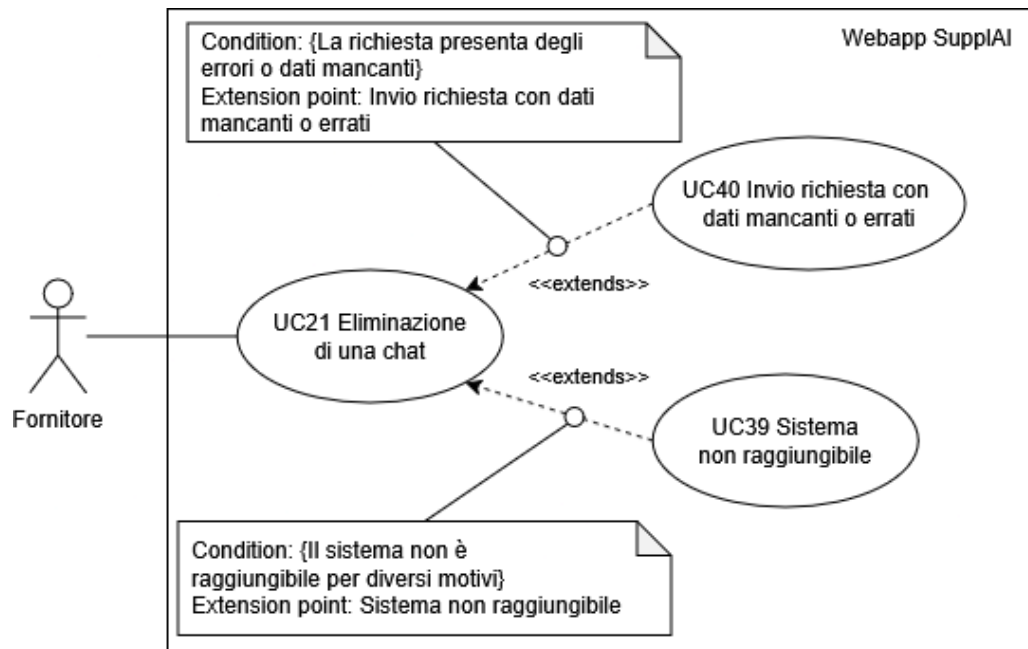 Condition: {La richiesta presenta degli
errori o dati mancanti}
Extension point: Invio richiesta con dati
mancanti o errati
Webapp SupplAI
UC40 Invio richiesta con
dati mancanti o errati
<<extends>>
UC21 Eliminazione
di una chat
<<extends>>
Fornitore
UC39 Sistema
non raggiungibile
Condition: {Il sistema non è
raggiungibile per diversi motivi}
Extension point: Sistema non raggiungibile